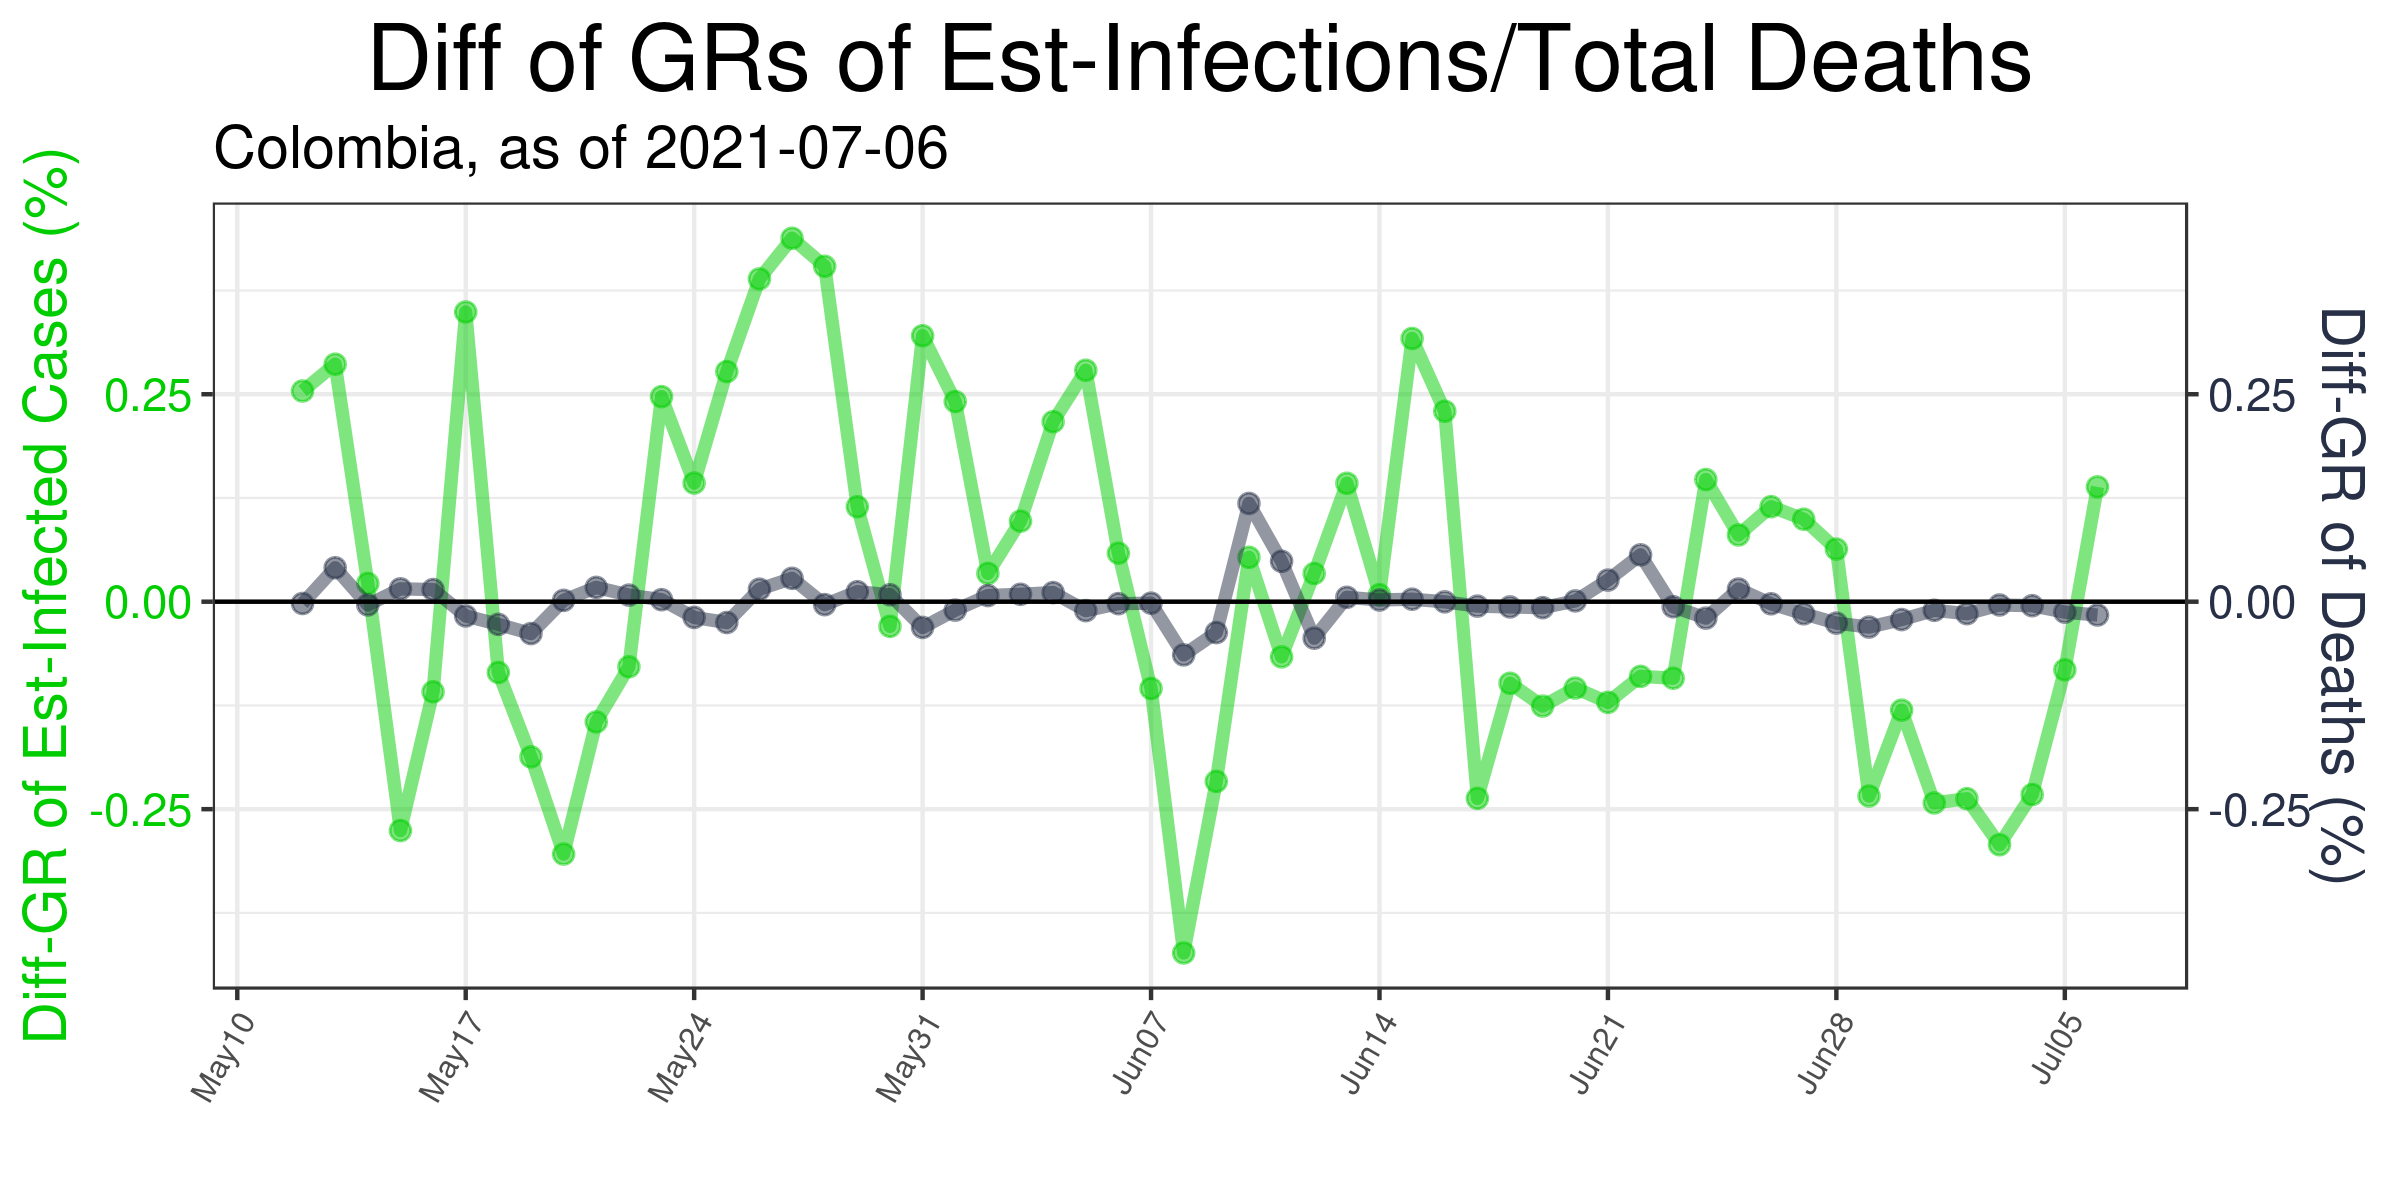 Diff of GRs of Est-Infections/Total Deaths
Colombia, as of 2021-07-06
Diff-GR of Est-Infected Cases (%)
0.25
0.00
-0.25
0.25
0.00
-0.25
Diff-GR of Deaths (%)
May10
May17
May24
May31
Jun07
Jun14
Jun21
Jun28
Jul05